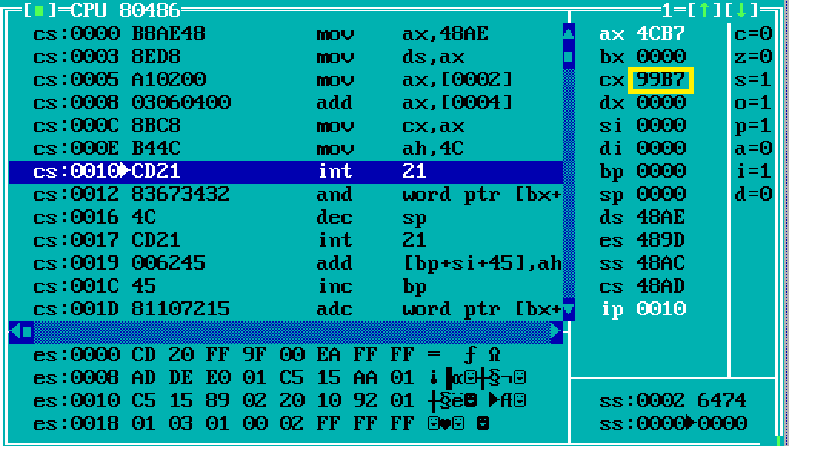 [■]=CPU 80486 1=[↑][↓]
cs:0000 B8AE48 mov ax,48AE ax 4CB7 c=0
cs:0003 8ED8 mov ds,ax bx 0000 z=0
cs:0005 A10200 mov ax,[0002] cx 99B7 s=1
cs:0008 03060400 add ax,[0004] dx 0000 o=1
cs:000C 8BC8 mov cx,ax si 0000 p=1
cs:000E B44C mov ah,4C di 0000 a=0
cs:0010►CD21 int 21 bp 0000 i=1
cs:0012 83673432 and word ptr [bx+ sp 0000 d=0
cs:0016 4C dec sp ds 48AE
cs:0017 CD21 int 21 es 489D
cs:0019 006245 add [bp+si+45],ah ss 48AC
cs:001C 45 inc bp cs 48AD
cs:001D 81107215 adc word ptr [bx+ ip 0010
es:0000 CD 20 FF 9F 00 EA FF FF = ƒ Ω
es:0008 AD DE E0 01 C5 15 AA 01
es:0010 C5 15 89 02 20 10 92 01 ss:0002 6474
es:0018 01 03 01 00 02 FF FF FF ss:0000►0000